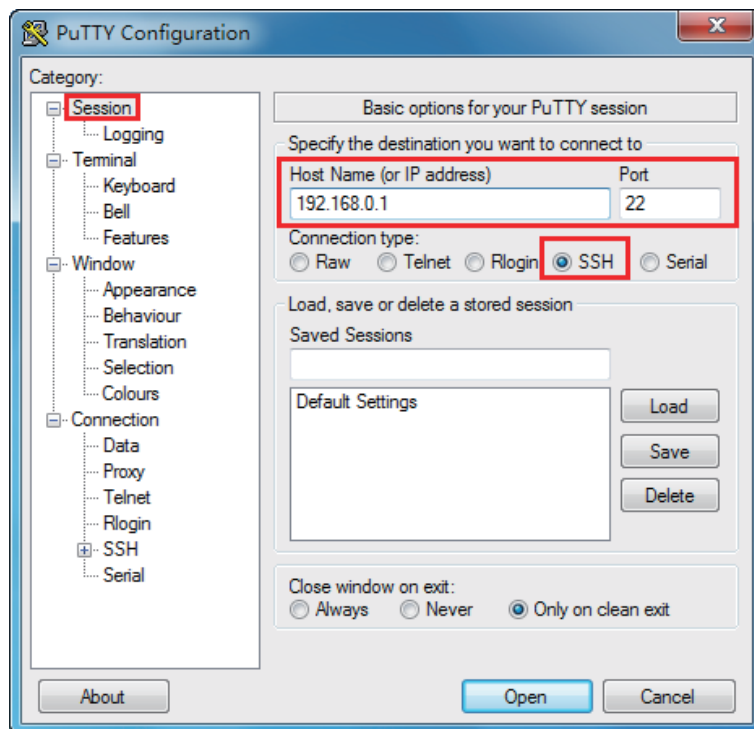 PuTTY Configuration
Category:
Session
Logging
Terminal
Keyboard
Bell
Features
Window
Appearance
Behaviour
Translation
Selection
Colours
Connection
Data
Proxy
Telnet
Rlogin
SSH
Serial
Basic options for your PuTTY session
Specify the destination you want to connect to
Host Name (or IP address) Port
192.168.0.1 22
Connection type:
Raw Telnet Rlogin SSH Serial
Load, save or delete a stored session
Saved Sessions
Default Settings
Load
Save
Delete
Close window on exit:
Always Never Only on clean exit
About Open Cancel